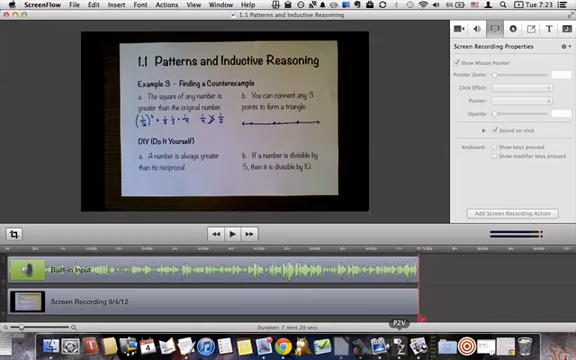 ScreenFlow File Edit Insert Font Actions Arrange View Window Help Tue 7:23
1.1 Patterns and Inductive Reasoning
Screen Recording Properties
Show Mouse Pointer
Pointer Zoom:
Click Effect:
Pointer:
Opacity:
Sound on click
Keyboard: Show keys pressed
Show modifier keys pressed
Add Screen Recording Action
1.1 Patterns and Inductive Reasoning
Example 3 - Finding a Counterexample
a. The square of any number is
greater than the original number.
b. You can connect any 3
points to form a triangle.
DIY (Do It Yourself)
a. A number is always greater
than its reciprocal.
b. If a number is divisible by
5, then it is divisible by 10.
Built-in Input
Screen Recording 9/4/12
P2V
Duration: 7 mins 29 secs